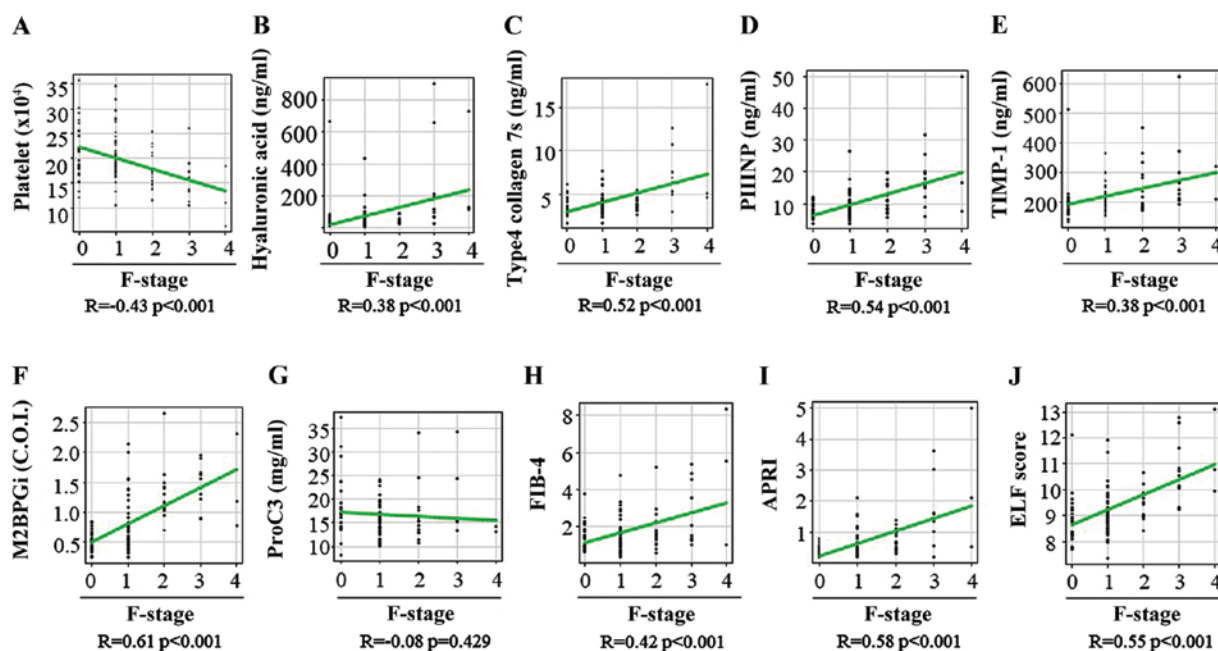 A
B
C
D
E
Platelet (x10⁴)
35
30
25
20
15
10
0 1 2 3 4
F-stage
R=-0.43 p<0.001
Hyaluronic acid (ng/ml)
800
600
400
200
0 1 2 3 4
F-stage
R=0.38 p<0.001
Type4 collagen 7s (ng/ml)
15
10
5
0 1 2 3 4
F-stage
R=0.52 p<0.001
PIIINP (ng/ml)
50
40
30
20
10
0 1 2 3 4
F-stage
R=0.54 p<0.001
TIMP-1 (ng/ml)
600
500
400
300
200
0 1 2 3 4
F-stage
R=0.38 p<0.001
F
G
H
I
J
M2BPGi (C.O.I.)
2.5
2.0
1.5
1.0
0.5
0 1 2 3 4
F-stage
R=0.61 p<0.001
ProC3 (mg/ml)
35
30
25
20
15
10
0 1 2 3 4
F-stage
R=-0.08 p=0.429
FIB-4
8
6
4
2
0 1 2 3 4
F-stage
R=0.42 p<0.001
APRI
5
4
3
2
1
0 1 2 3 4
F-stage
R=0.58 p<0.001
ELF score
13
12
11
10
9
8
0 1 2 3 4
F-stage
R=0.55 p<0.001